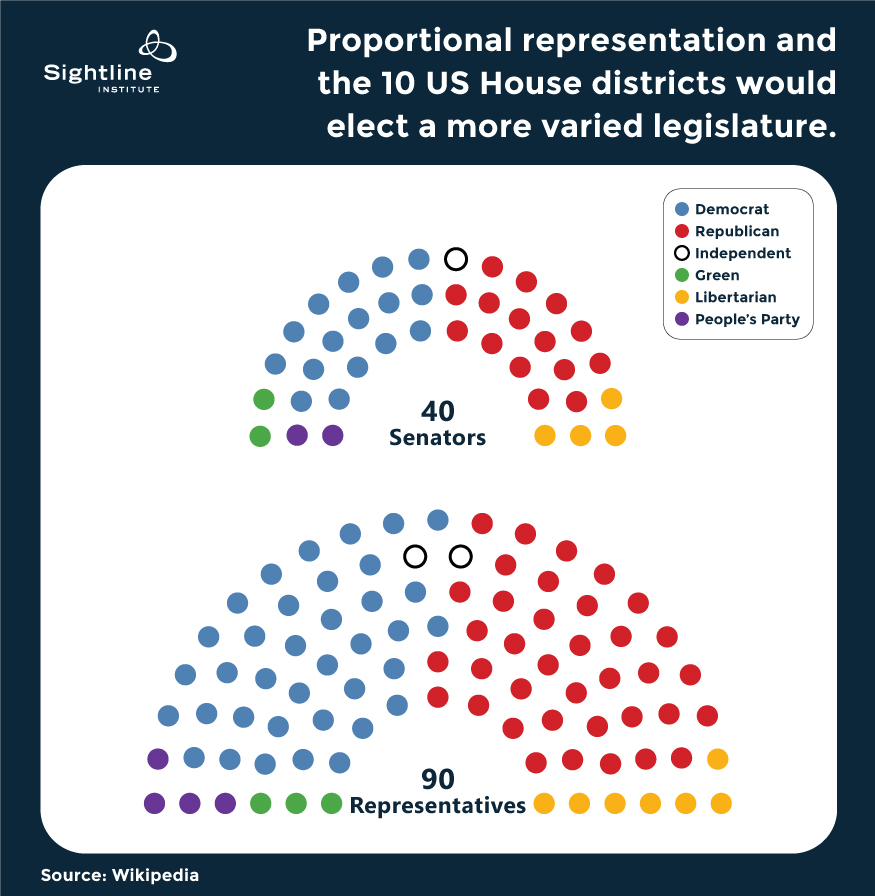 Sightline
INSTITUTE
Proportional representation and
the 10 US House districts would
elect a more varied legislature.
Democrat
Republican
Independent
Green
Libertarian
People’s Party
40
Senators
90
Representatives
Source: Wikipedia